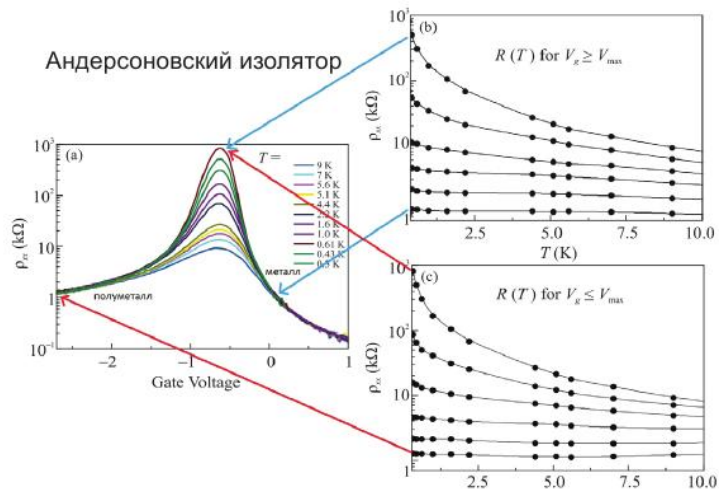 Андерсоновский изолятор
(a)
T =
9 K
7 K
5.6 K
5.1 K
4.4 K
2.2 K
1.6 K
1.0 K
0.61 K
0.43 K
0.3 K
металл
полуметалл
ρxx (kΩ)
10³
10²
10
1
10⁻¹
−2
−1
0
1
Gate Voltage
(b)
R (T) for Vg ≥ Vmax
ρxx (kΩ)
10³
10²
10
1
2.5
5.0
7.5
10.0
T (K)
(c)
R (T) for Vg ≤ Vmax
ρxx (kΩ)
10³
10²
10
1
2.5
5.0
7.5
10.0